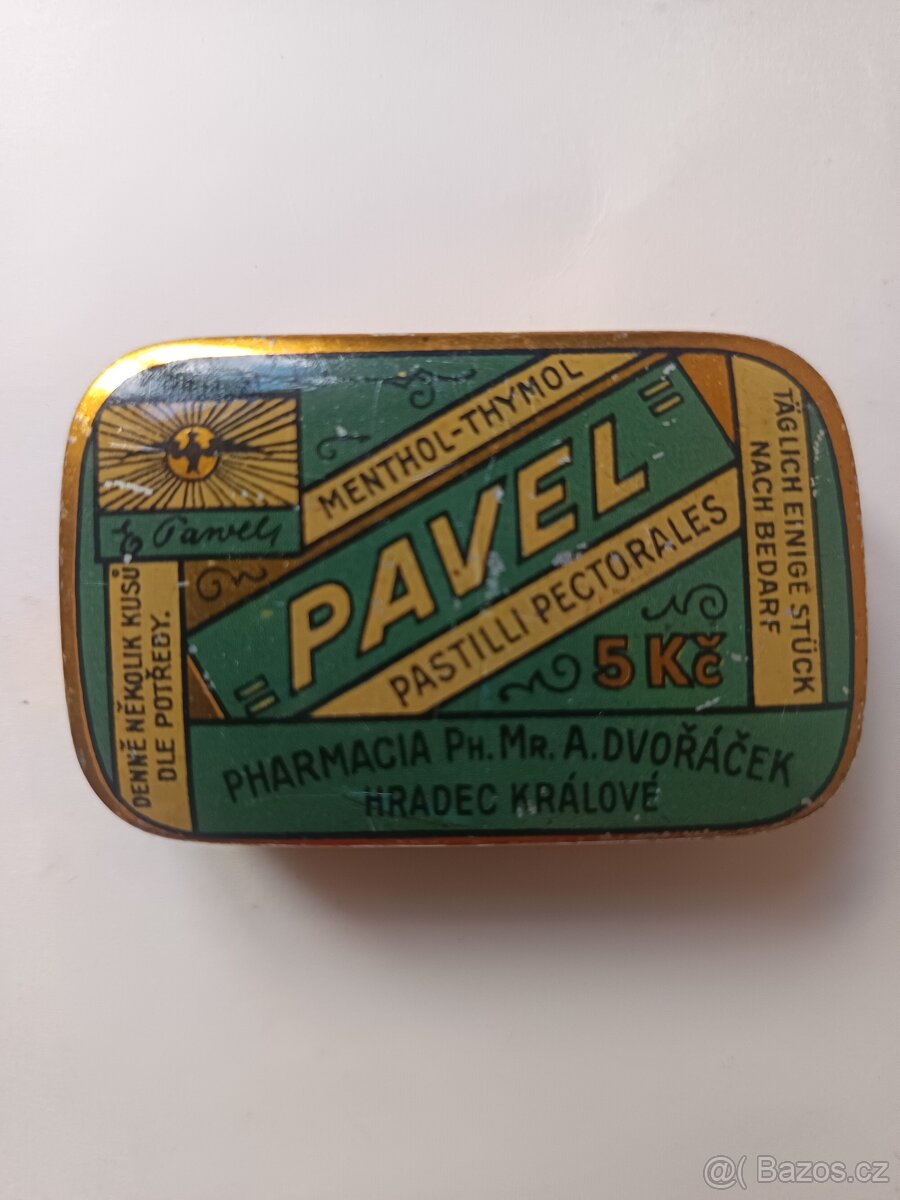 E Pawels
MENTHOL-THYMOL
"PAVEL"
PASTILLI PECTORALES
5 Kč
DENNĚ NĚKOLIK KUSŮ
DLE POTŘEBY.
TÄGLICH EINIGE STÜCK
NACH BEDARF
PHARMACIA PH. MR. A. DVOŘÁČEK
HRADEC KRÁLOVÉ
@( Bazos.cz